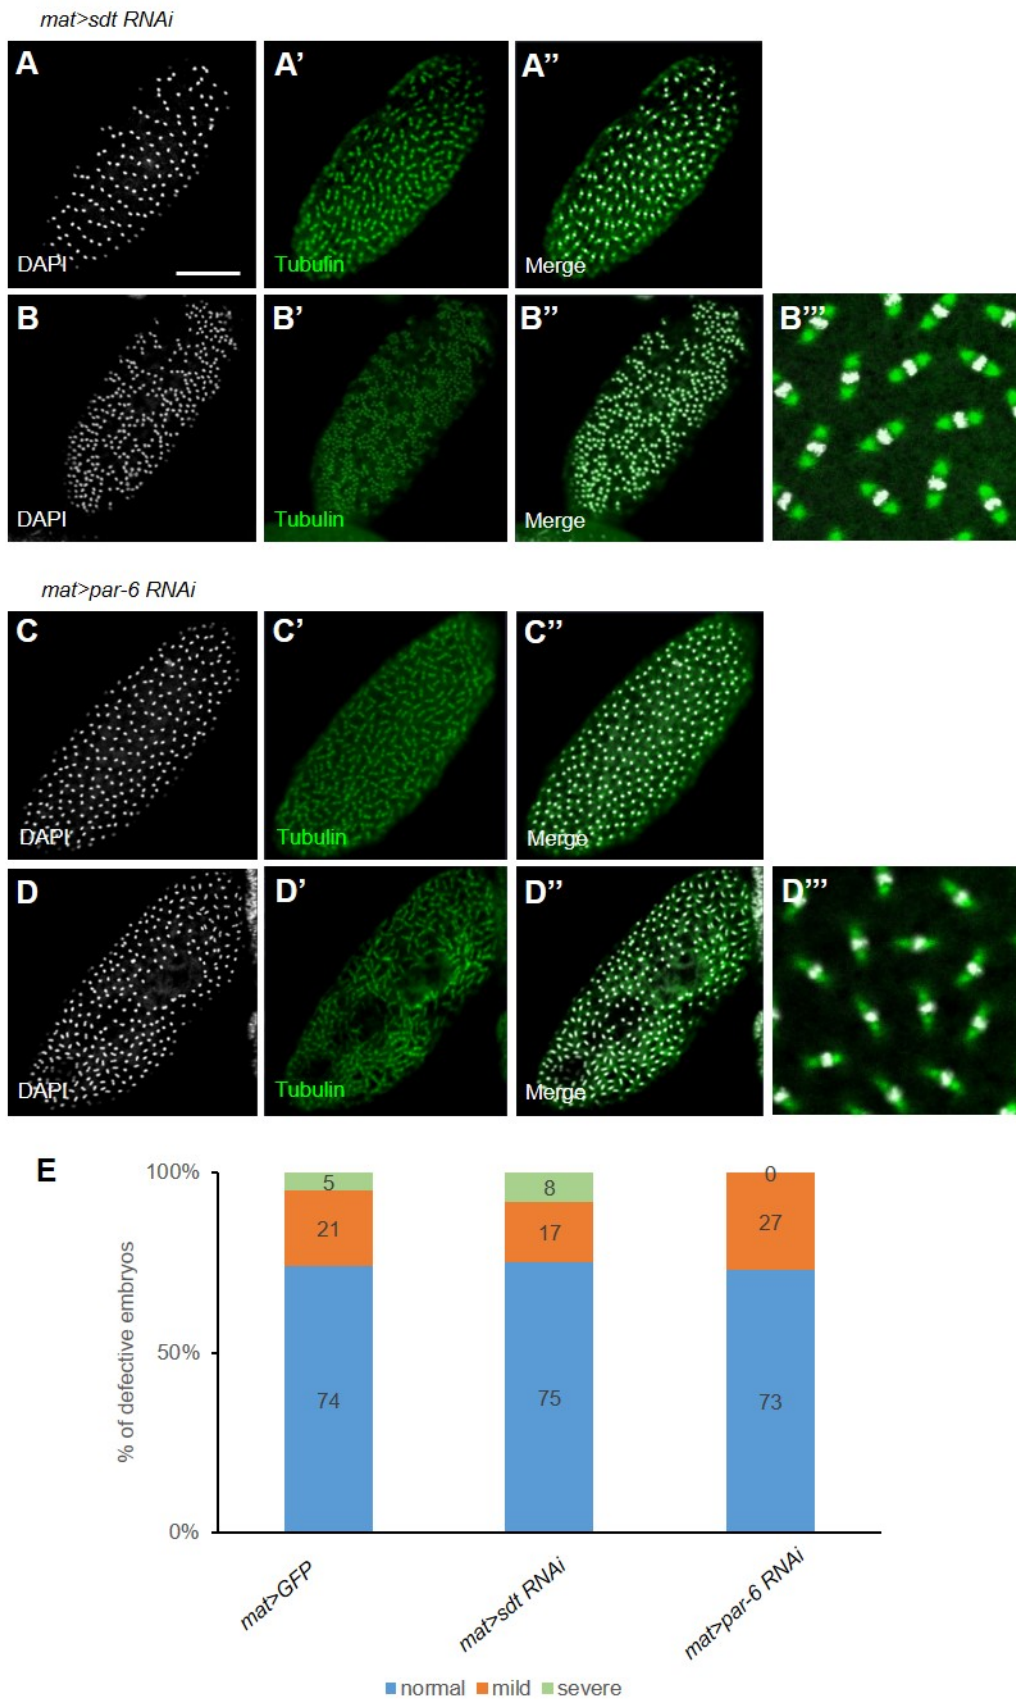 mat>sdt RNAi
A A’ A’’
DAPI Tubulin Merge
B B’ B’’ B’’’
DAPI Tubulin Merge
mat>par-6 RNAi
C C’ C’’
DAPI Tubulin Merge
D D’ D’’ D’’’
DAPI Tubulin Merge
E
% of defective embryos
100%
50%
0%
5 8 0
21 17 27
74 75 73
mat>GFP
mat>sdt RNAi
mat>par-6 RNAi
normal mild severe